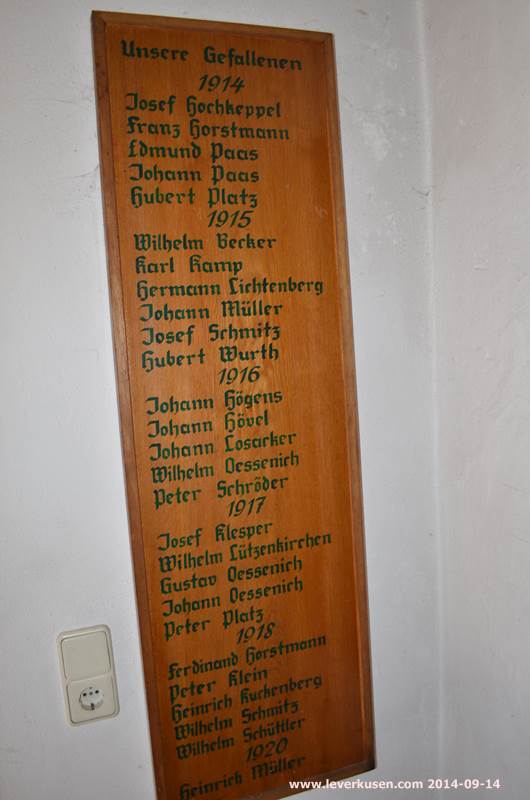 Unsere Gefallenen
1914
Josef Hochkeppel
Franz Horstmann
Edmund Paas
Johann Paas
Hubert Platz
1915
Wilhelm Becker
Karl Kamp
Hermann Lichtenberg
Johann Müller
Josef Schmitz
Hubert Wurth
1916
Johann Högens
Johann Hövel
Johann Losacker
Wilhelm Oessenich
Peter Schröder
1917
Josef Klesper
Wilhelm Lützenkirchen
Gustav Oessenich
Johann Oessenich
Peter Platz
1918
Ferdinand Horstmann
Peter Klein
Heinrich Kuckenberg
Wilhelm Schmitz
Wilhelm Schüttler
1920
Heinrich Müller
www.leverkusen.com 2014-09-14